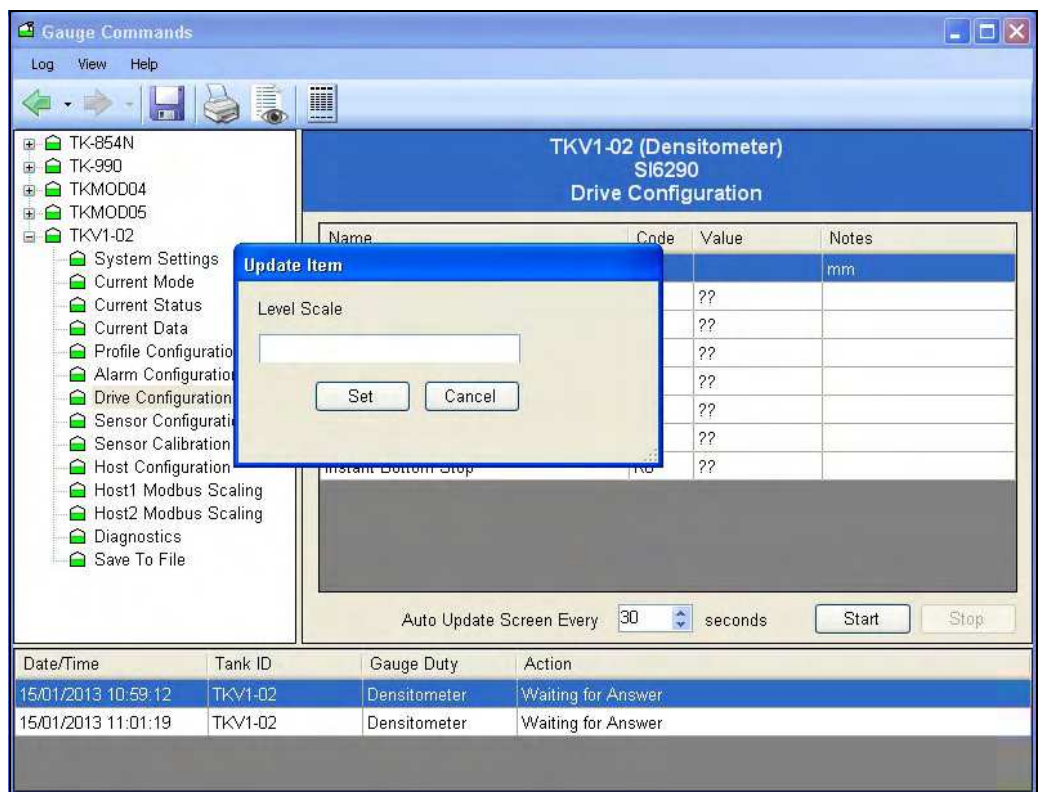 Gauge Commands
Log View Help
TK-854N
TK-990
TKMOD04
TKMOD05
TKV1-02
System Settings
Current Mode
Current Status
Current Data
Profile Configuratio
Alarm Configuration
Drive Configuration
Sensor Configurati
Sensor Calibration
Host Configuration
Host1 Modbus Scaling
Host2 Modbus Scaling
Diagnostics
Save To File
TKV1-02 (Densitometer)
SI6290
Drive Configuration
Name Code Value Notes
mm
??
??
??
??
??
??
Instant Bottom Stop ??
Update Item
Level Scale
Set Cancel
Auto Update Screen Every 30 seconds Start Stop
Date/Time Tank ID Gauge Duty Action
15/01/2013 10:59:12 TKV1-02 Densitometer Waiting for Answer
15/01/2013 11:01:19 TKV1-02 Densitometer Waiting for Answer